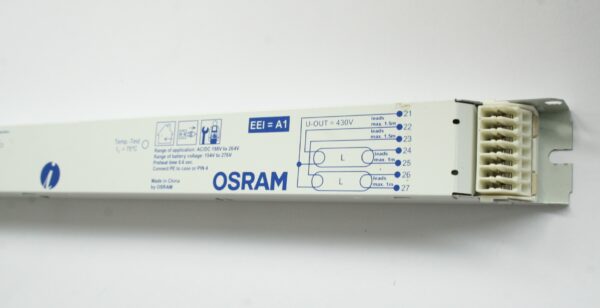 EEI = A1
U-OUT = 430V
leads
max. 1.5m
leads
max. 1.5m
leads
max. 1m
leads
max. 1m
21
22
23
24
25
26
27
L
L
Temp.-Test
Range of application: AC/DC 198V to 264V
Range of battery voltage: 154V to 276V
Preheat time 0.6 sec.
Connect PE to case or PIN 4
Made in China
by OSRAM
OSRAM